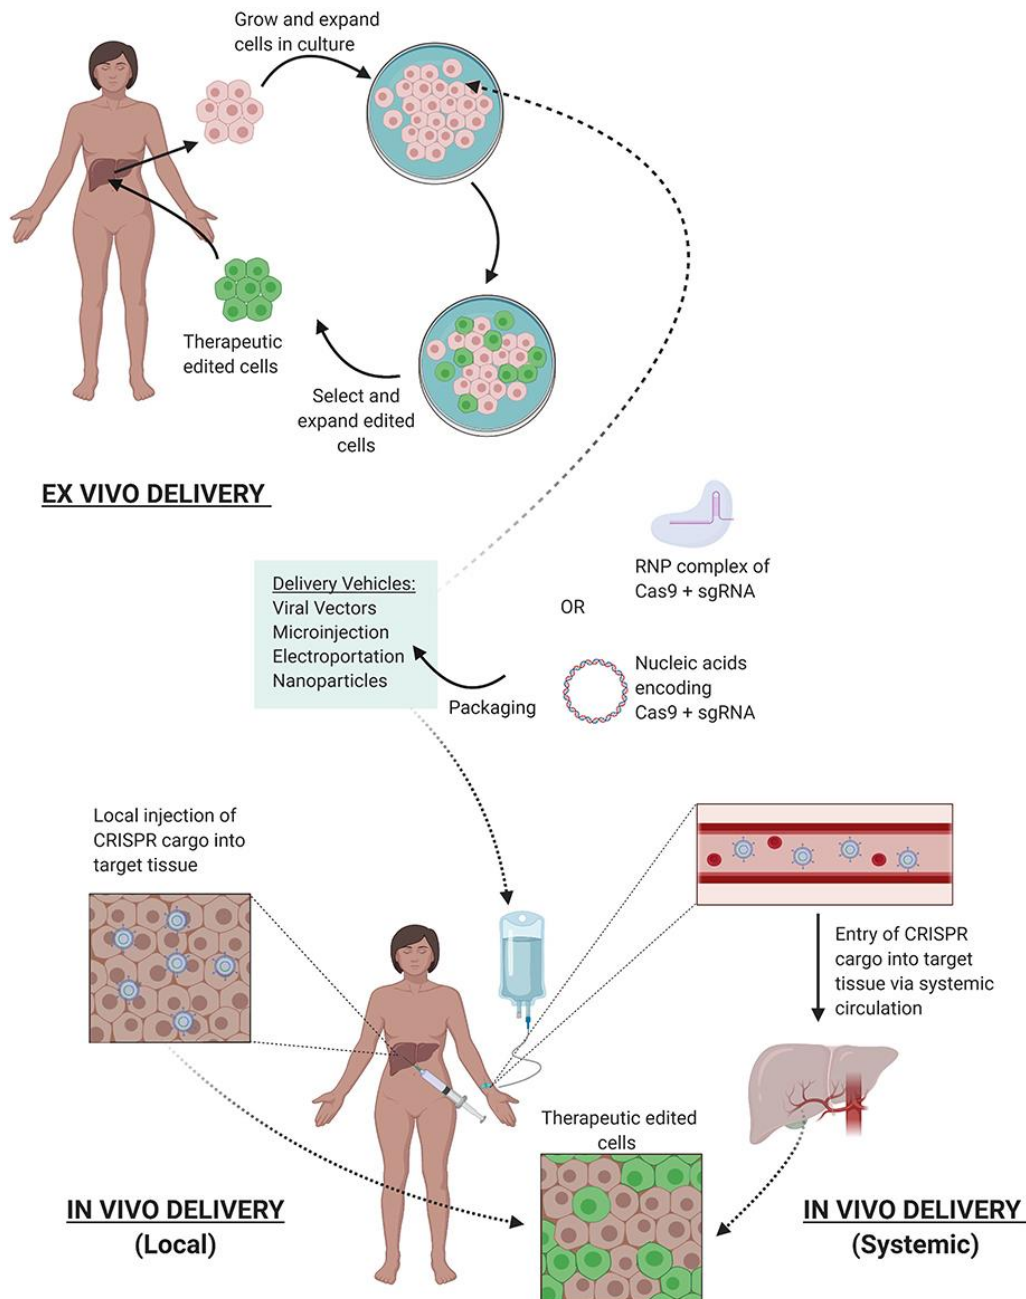 Grow and expand
cells in culture
Therapeutic
edited cells
Select and
expand edited
cells
EX VIVO DELIVERY
RNP complex of
Cas9 + sgRNA
OR
Delivery Vehicles:
Viral Vectors
Microinjection
Electroportation
Nanoparticles
Packaging
Nucleic acids
encoding
Cas9 + sgRNA
Local injection of
CRISPR cargo into
target tissue
Entry of CRISPR
cargo into target
tissue via systemic
circulation
Therapeutic edited
cells
IN VIVO DELIVERY
(Local)
IN VIVO DELIVERY
(Systemic)